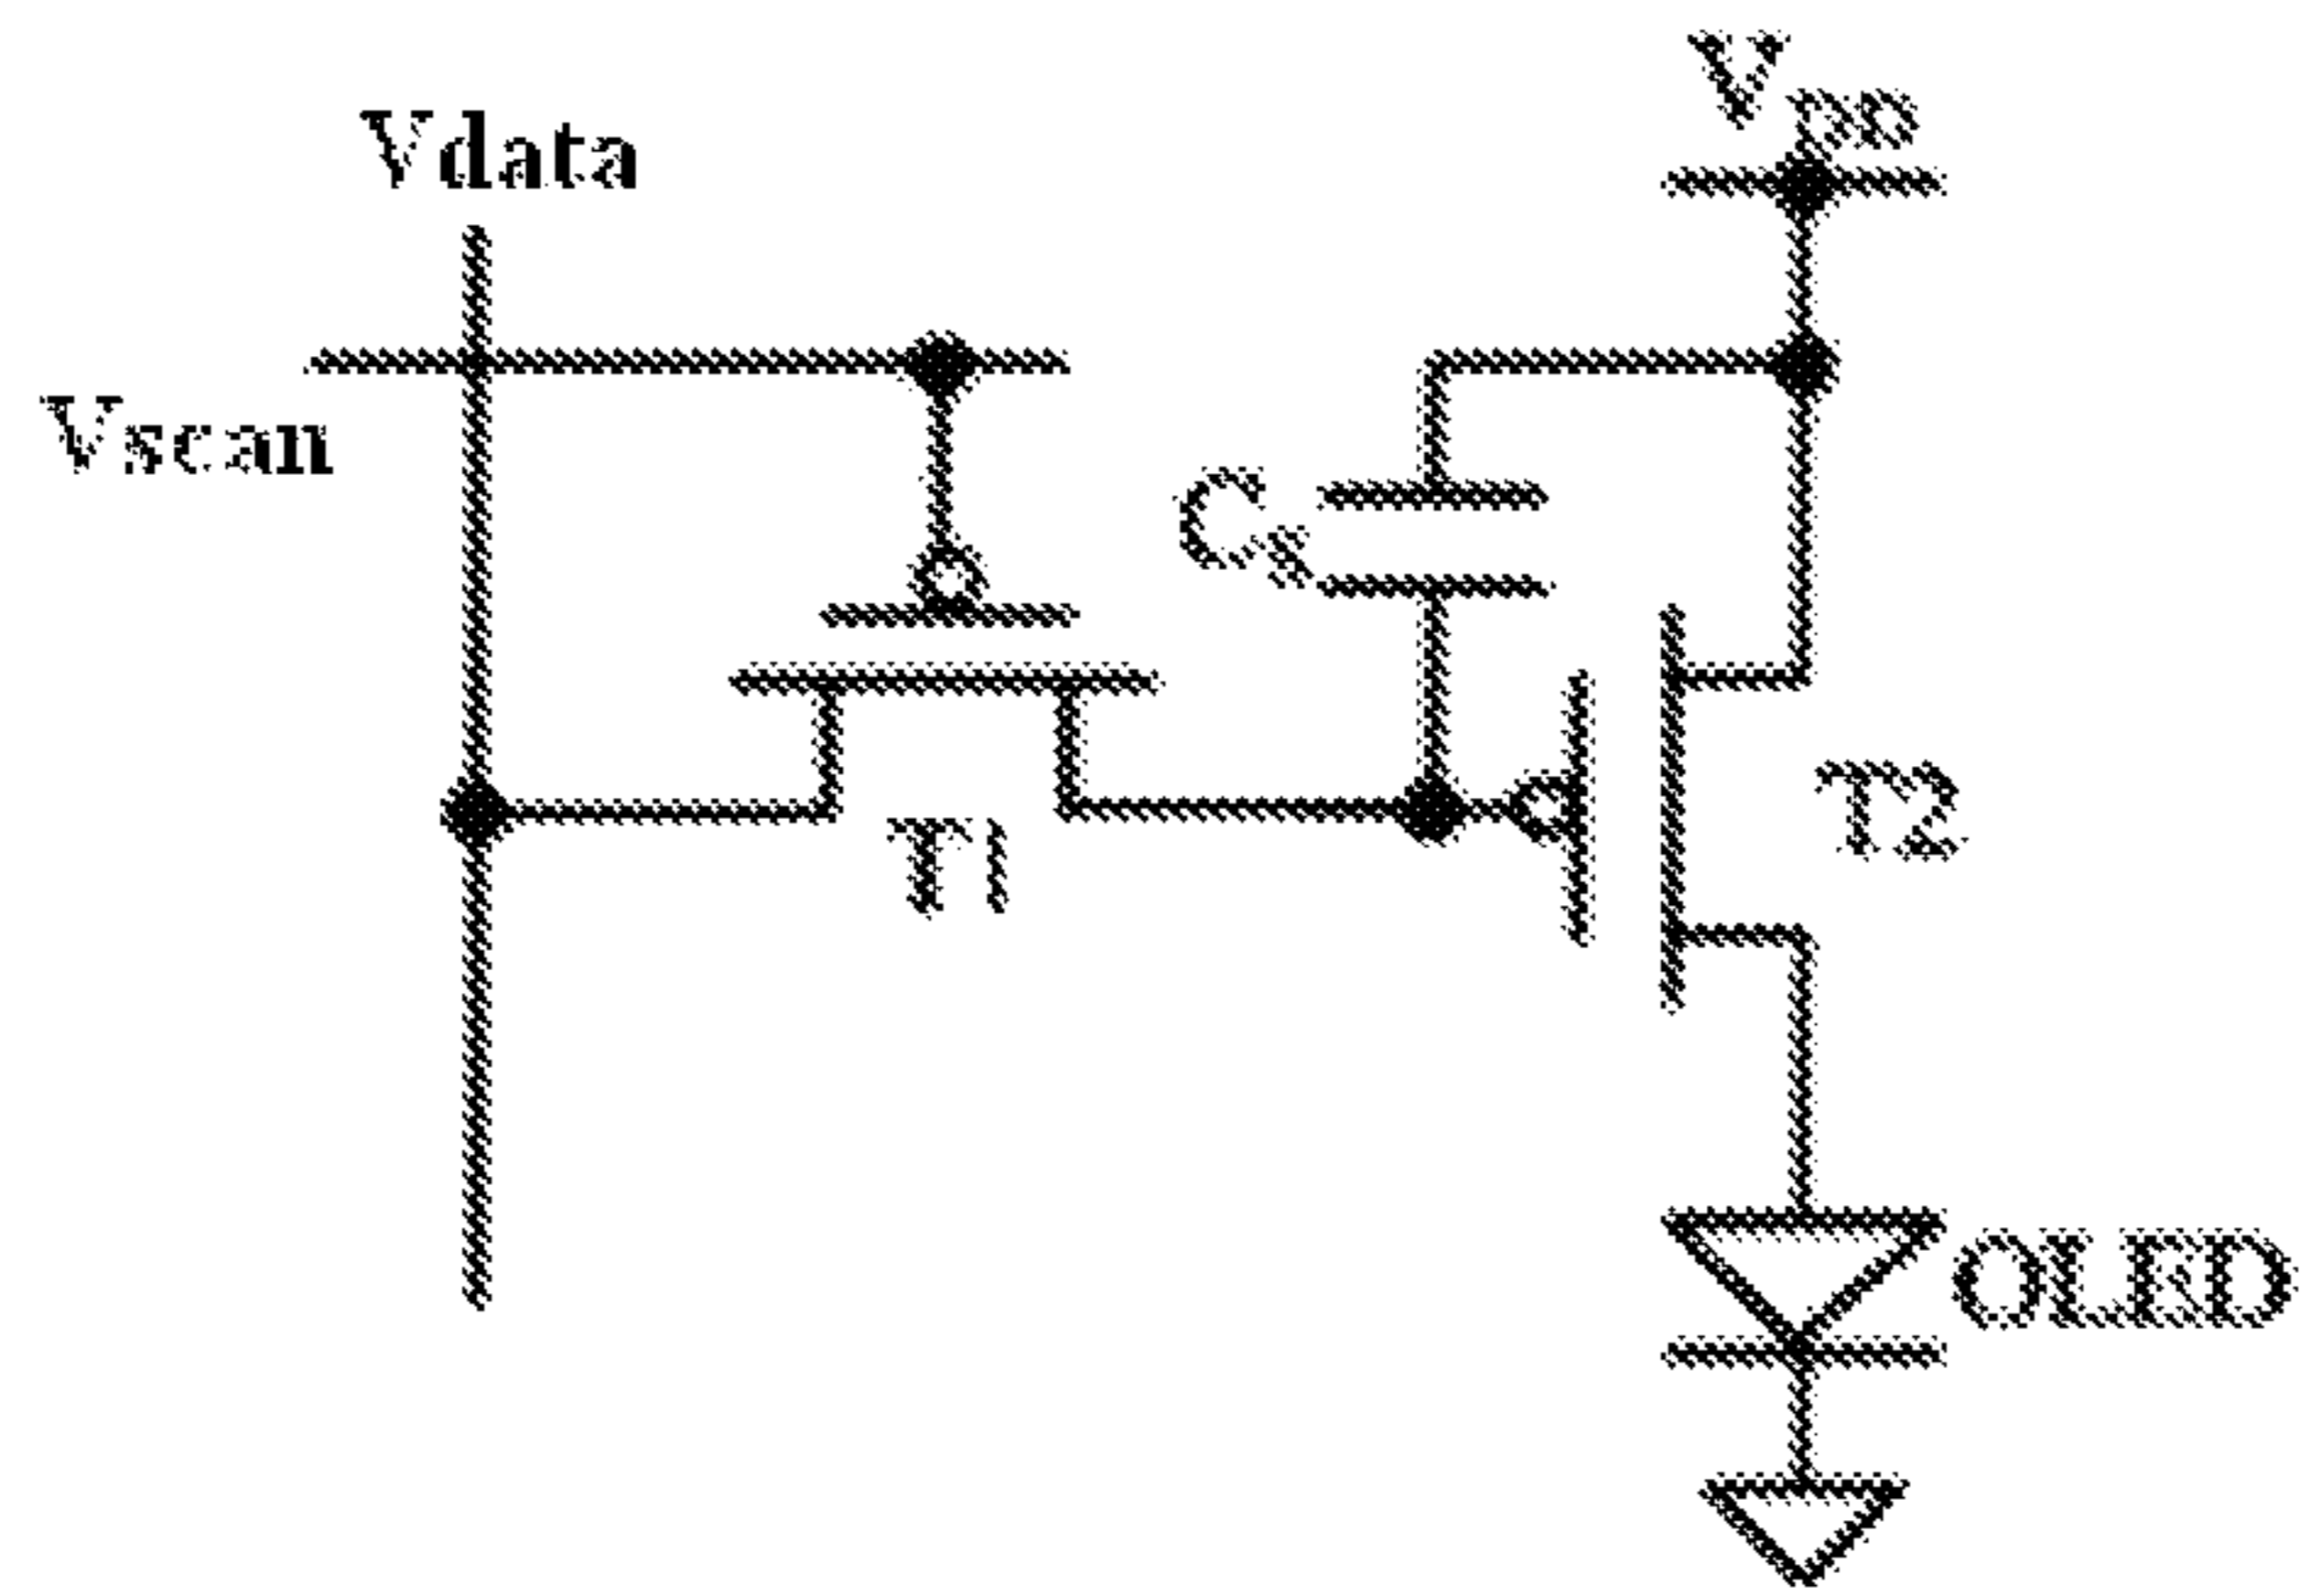 Vdata
VDD
Vscan
Cs
T1
T2
OLED